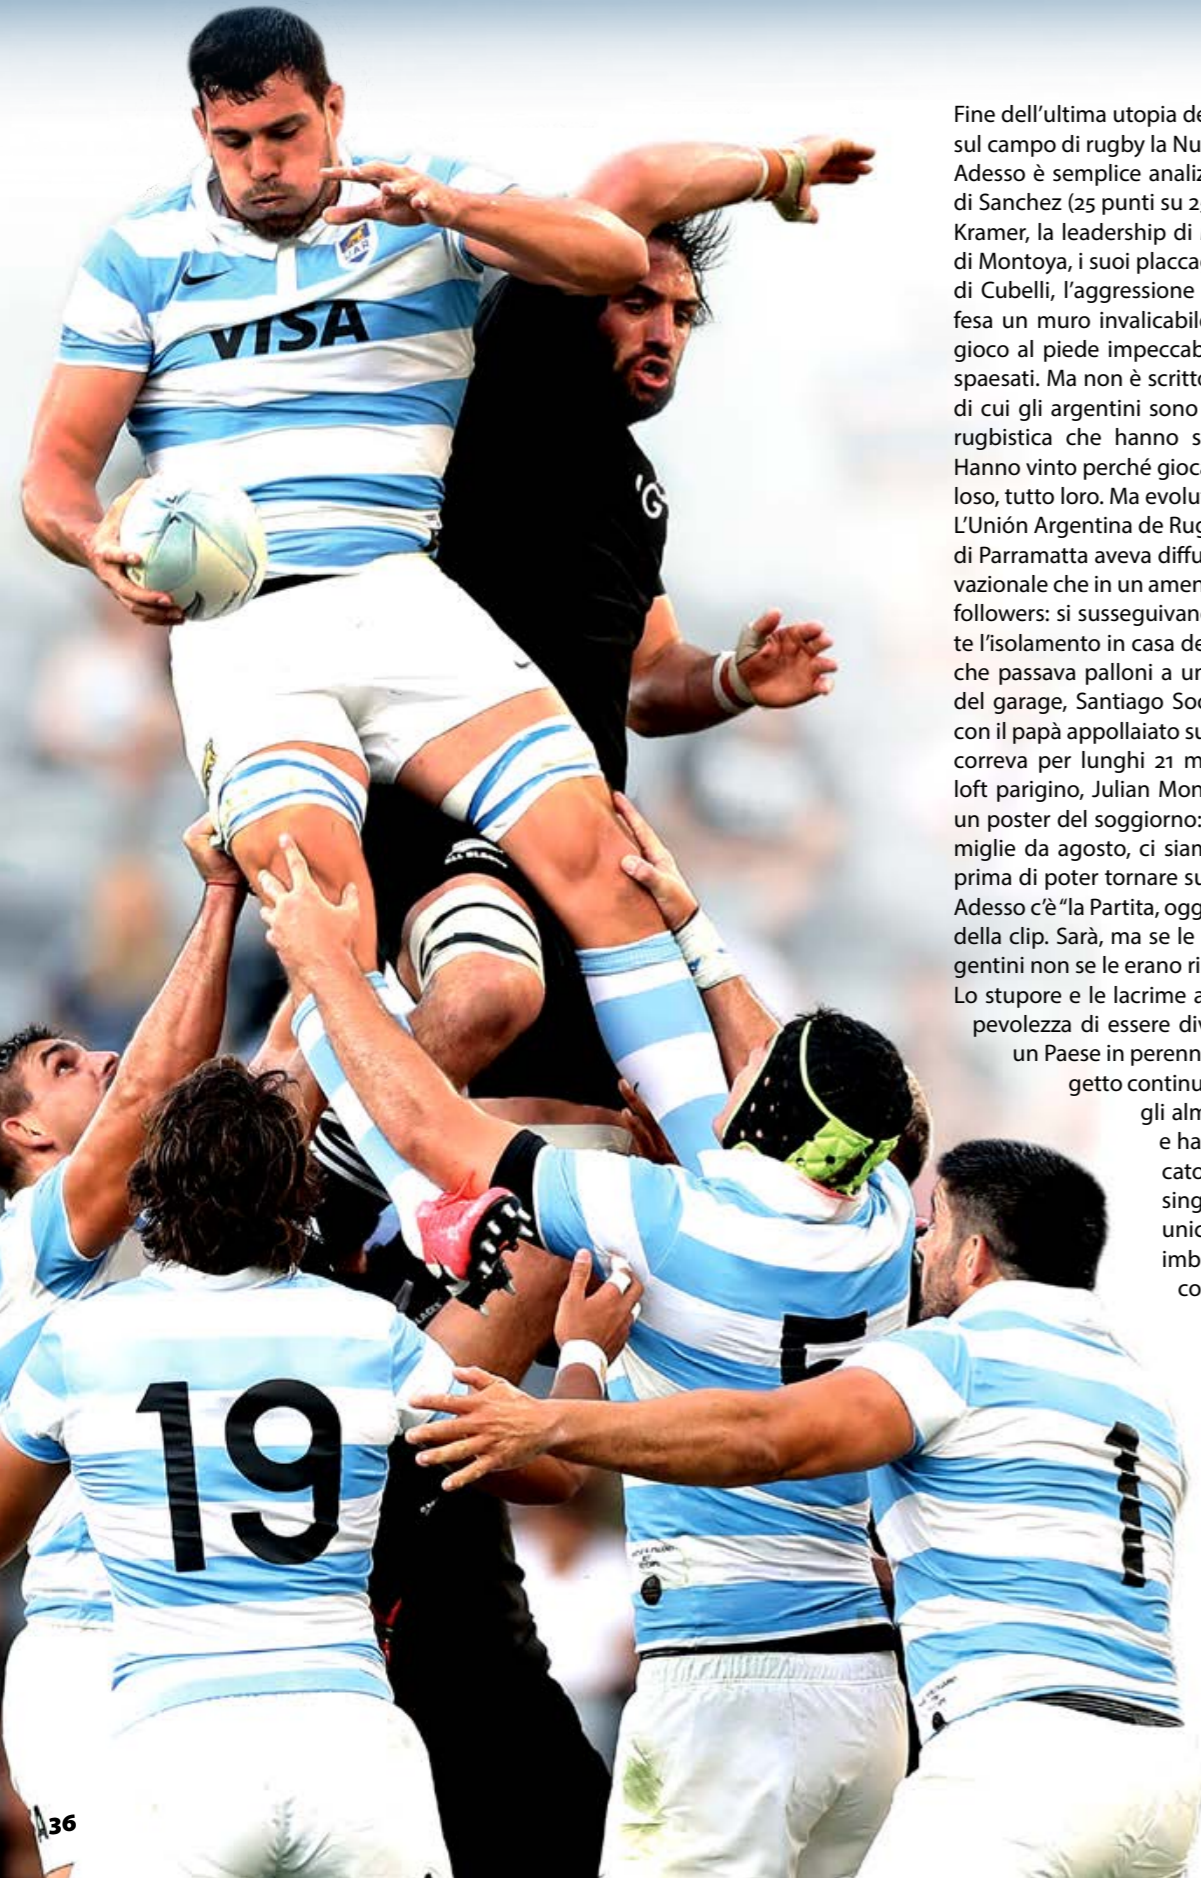 Fine dell'ultima utopia de
sul campo di rugby la Nu
Adesso è semplice analiz
di Sanchez (25 punti su 2
Kramer, la leadership di
di Montoya, i suoi placca
di Cubelli, l'aggressione
fesa un muro invalicabil
gioco al piede impeccab
spaesati. Ma non è scritto
di cui gli argentini sono
rugbistica che hanno s
Hanno vinto perché gioca
loso, tutto loro. Ma evolut
L'Unión Argentina de Rug
di Parramatta aveva diffu
vazionale che in un amen
followers: si susseguivan
te l'isolamento in casa de
che passava palloni a un
del garage, Santiago Soc
con il papà appollaiato su
correva per lunghi 21 m
loft parigino, Julian Mon
un poster del soggiorno:
miglie da agosto, ci siam
prima di poter tornare su
Adesso c'è "la Partita, ogg
della clip. Sarà, ma se le
gentini non se le erano ri
Lo stupore e le lacrime a
pevolezza di essere div
un Paese in perenn
getto continu
gli alm
e ha
cato
sing
unic
imb
co
VISA
UAR
ALL BLACKS
19
5
1
36